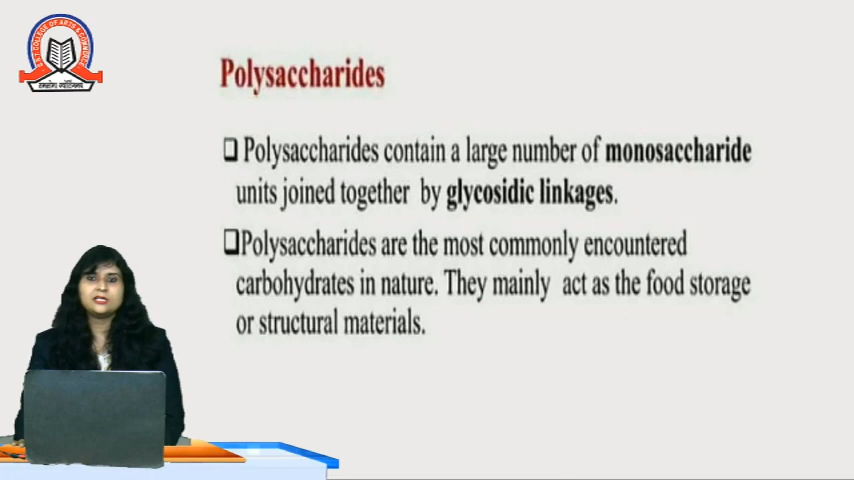 Polysaccharides
❑ Polysaccharides contain a large number of monosaccharide
units joined together by glycosidic linkages.
❑Polysaccharides are the most commonly encountered
carbohydrates in nature. They mainly act as the food storage
or structural materials.